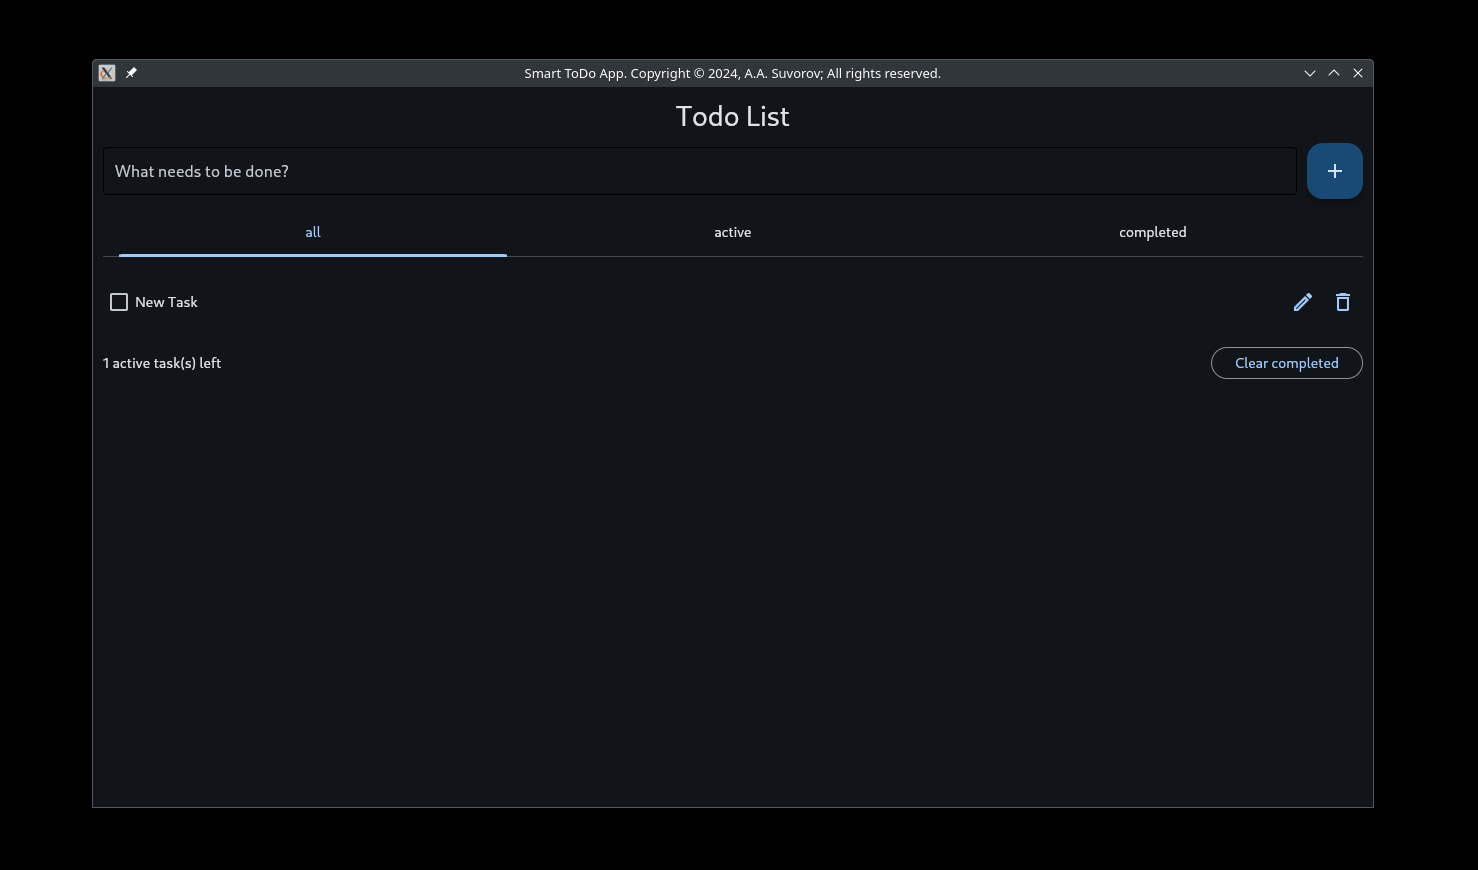 Smart ToDo App. Copyright © 2024, A.A. Suvorov; All rights reserved.
Todo List
What needs to be done?
all
active
completed
New Task
1 active task(s) left
Clear completed